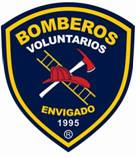 BOMBEROS
VOLUNTARIOS
ENVIGADO
1995
®